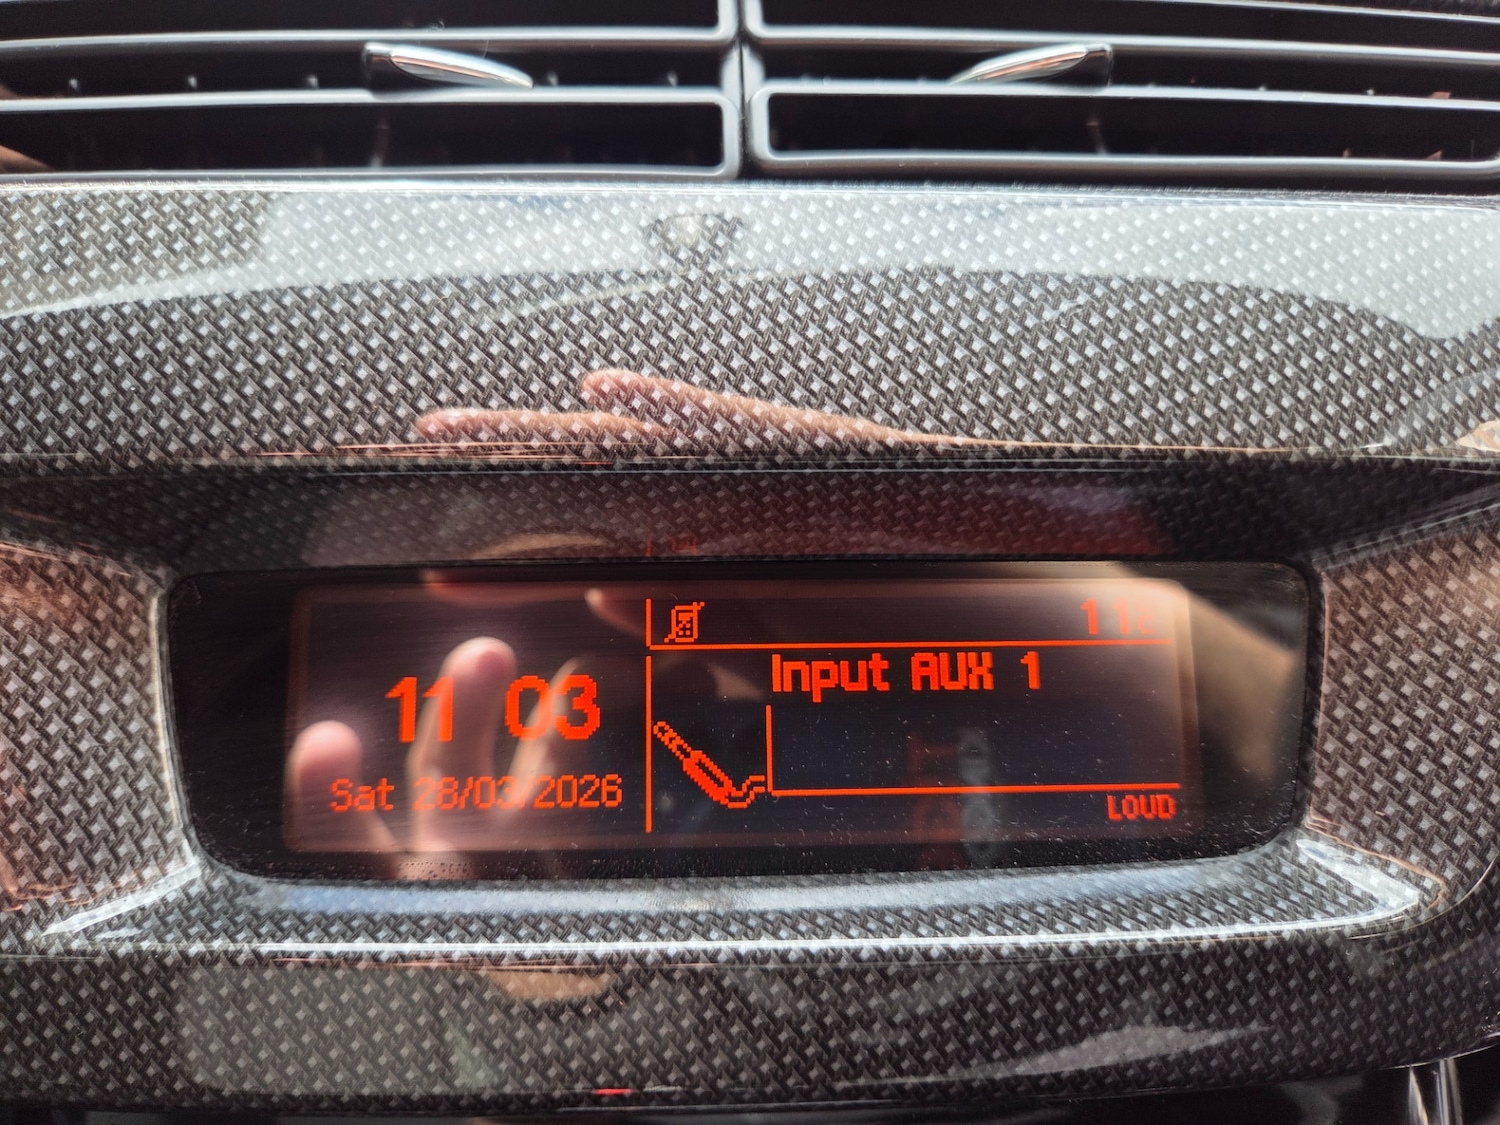 11 03
Sat 28/03/2026
Input AUX 1
LOUD